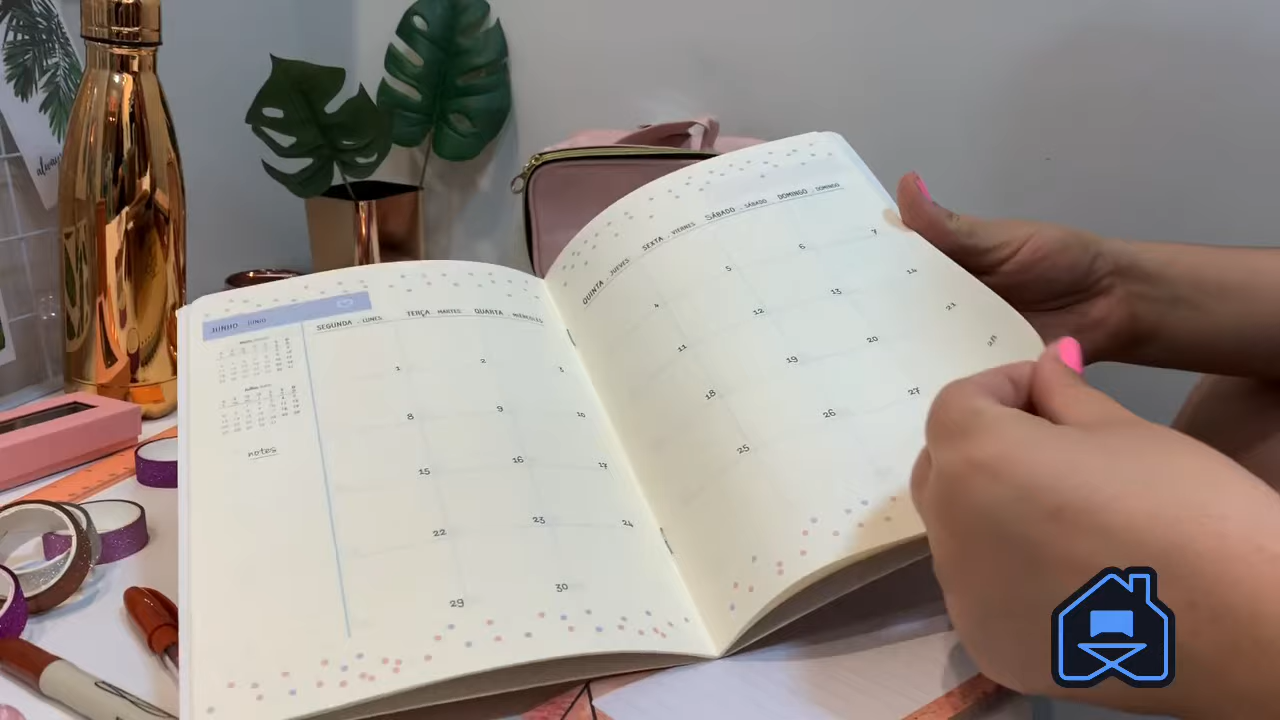 always
JUNHO JUNIO
SEGUNDA - LUNES TERÇA - MARTES QUARTA - MIÉRCOLES
QUINTA - JUEVES SEXTA - VIERNES SÁBADO - SÁBADO DOMINGO - DOMINGO
1 2 3 4 5 6 7
8 9 10 11 12 13 14
notes
15 16 17 18 19 20 21
22 23 24 25 26 27 28
29 30